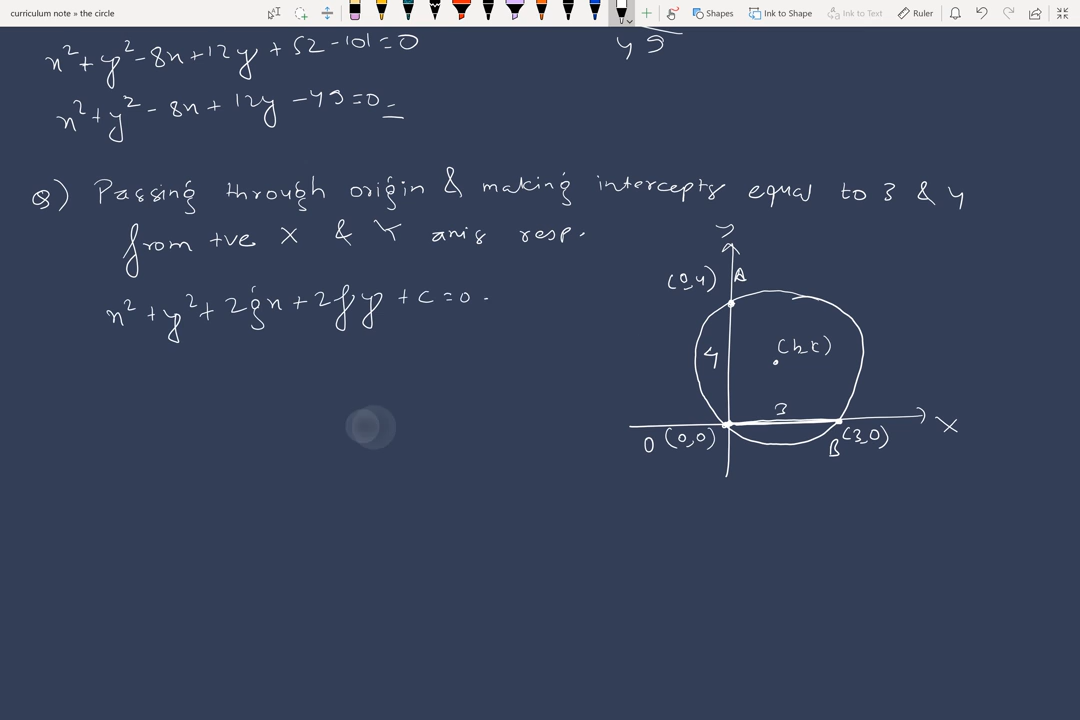 curriculum note » the circle
Shapes Ink to Shape Ink to Text Ruler
x² + y² - 8x + 12y + 52 - 101 = 0
49
x² + y² - 8x + 12y - 49 = 0
Q) Passing through origin & making intercepts equal to 3 & 4
from +ve X & Y axis resp.
x² + y² + 2gx + 2fy + c = 0.
y
(0,4) A
(h,k)
4
3
X
O (0,0)
B (3,0)